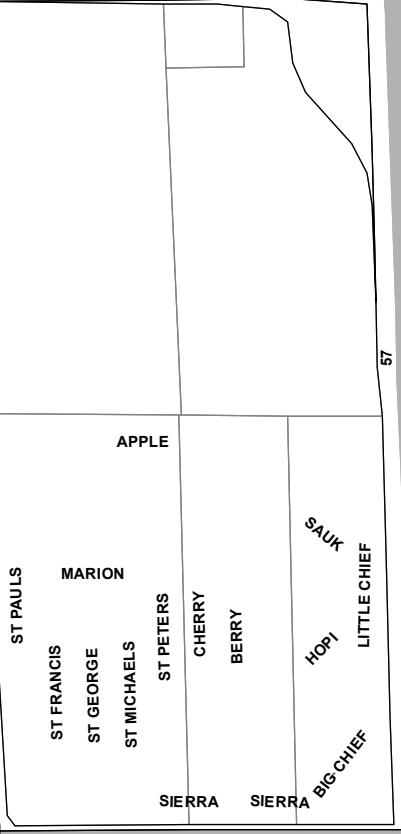 57
APPLE
SAUK
LITTLE CHIEF
ST PAULS
MARION
ST PETERS
CHERRY
BERRY
HOPI
ST FRANCIS
ST GEORGE
ST MICHAELS
BIG CHIEF
SIERRA
SIERRA